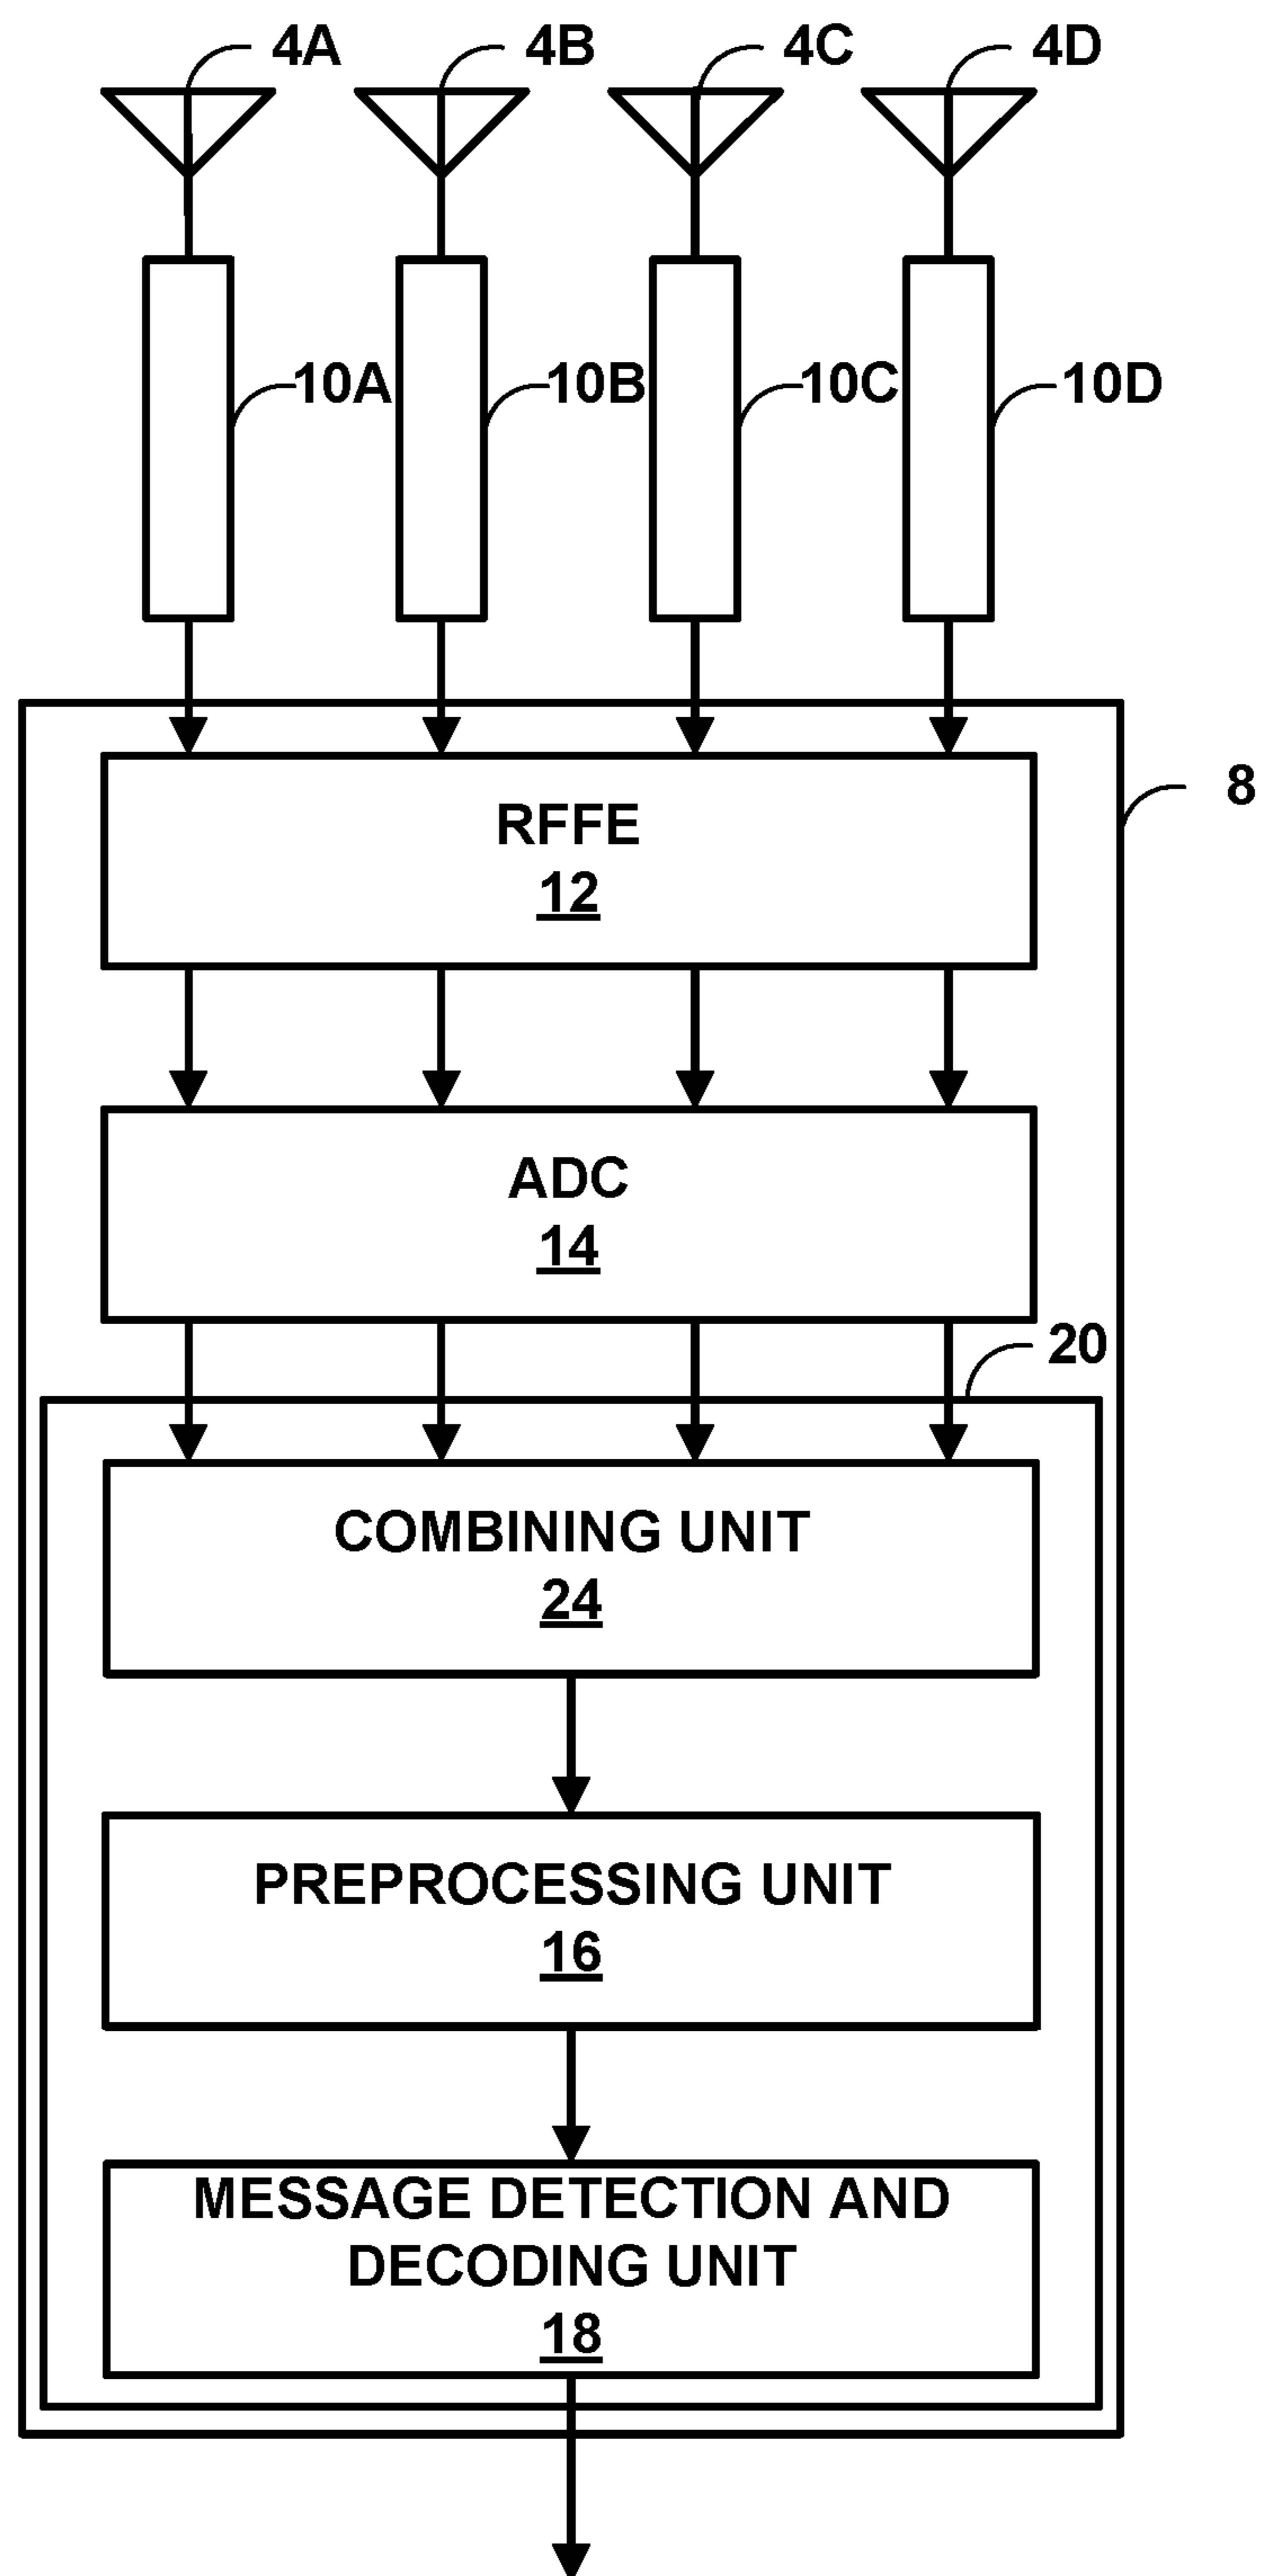 4A 4B 4C 4D
10A 10B 10C 10D
8
RFFE
12
ADC
14
20
COMBINING UNIT
24
PREPROCESSING UNIT
16
MESSAGE DETECTION AND
DECODING UNIT
18